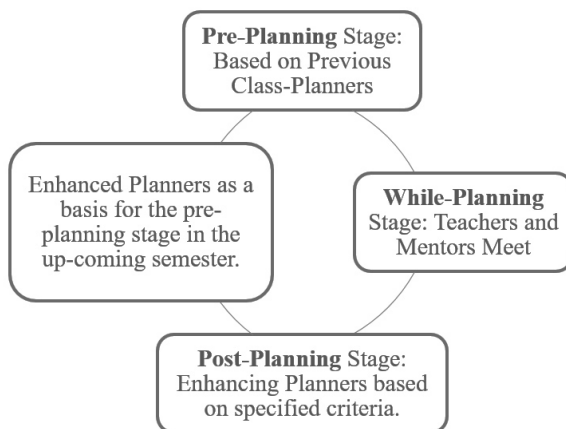 Pre-Planning Stage:
Based on Previous
Class-Planners
While-Planning
Stage: Teachers and
Mentors Meet
Post-Planning Stage:
Enhancing Planners based
on specified criteria.
Enhanced Planners as a
basis for the pre-
planning stage in the
up-coming semester.